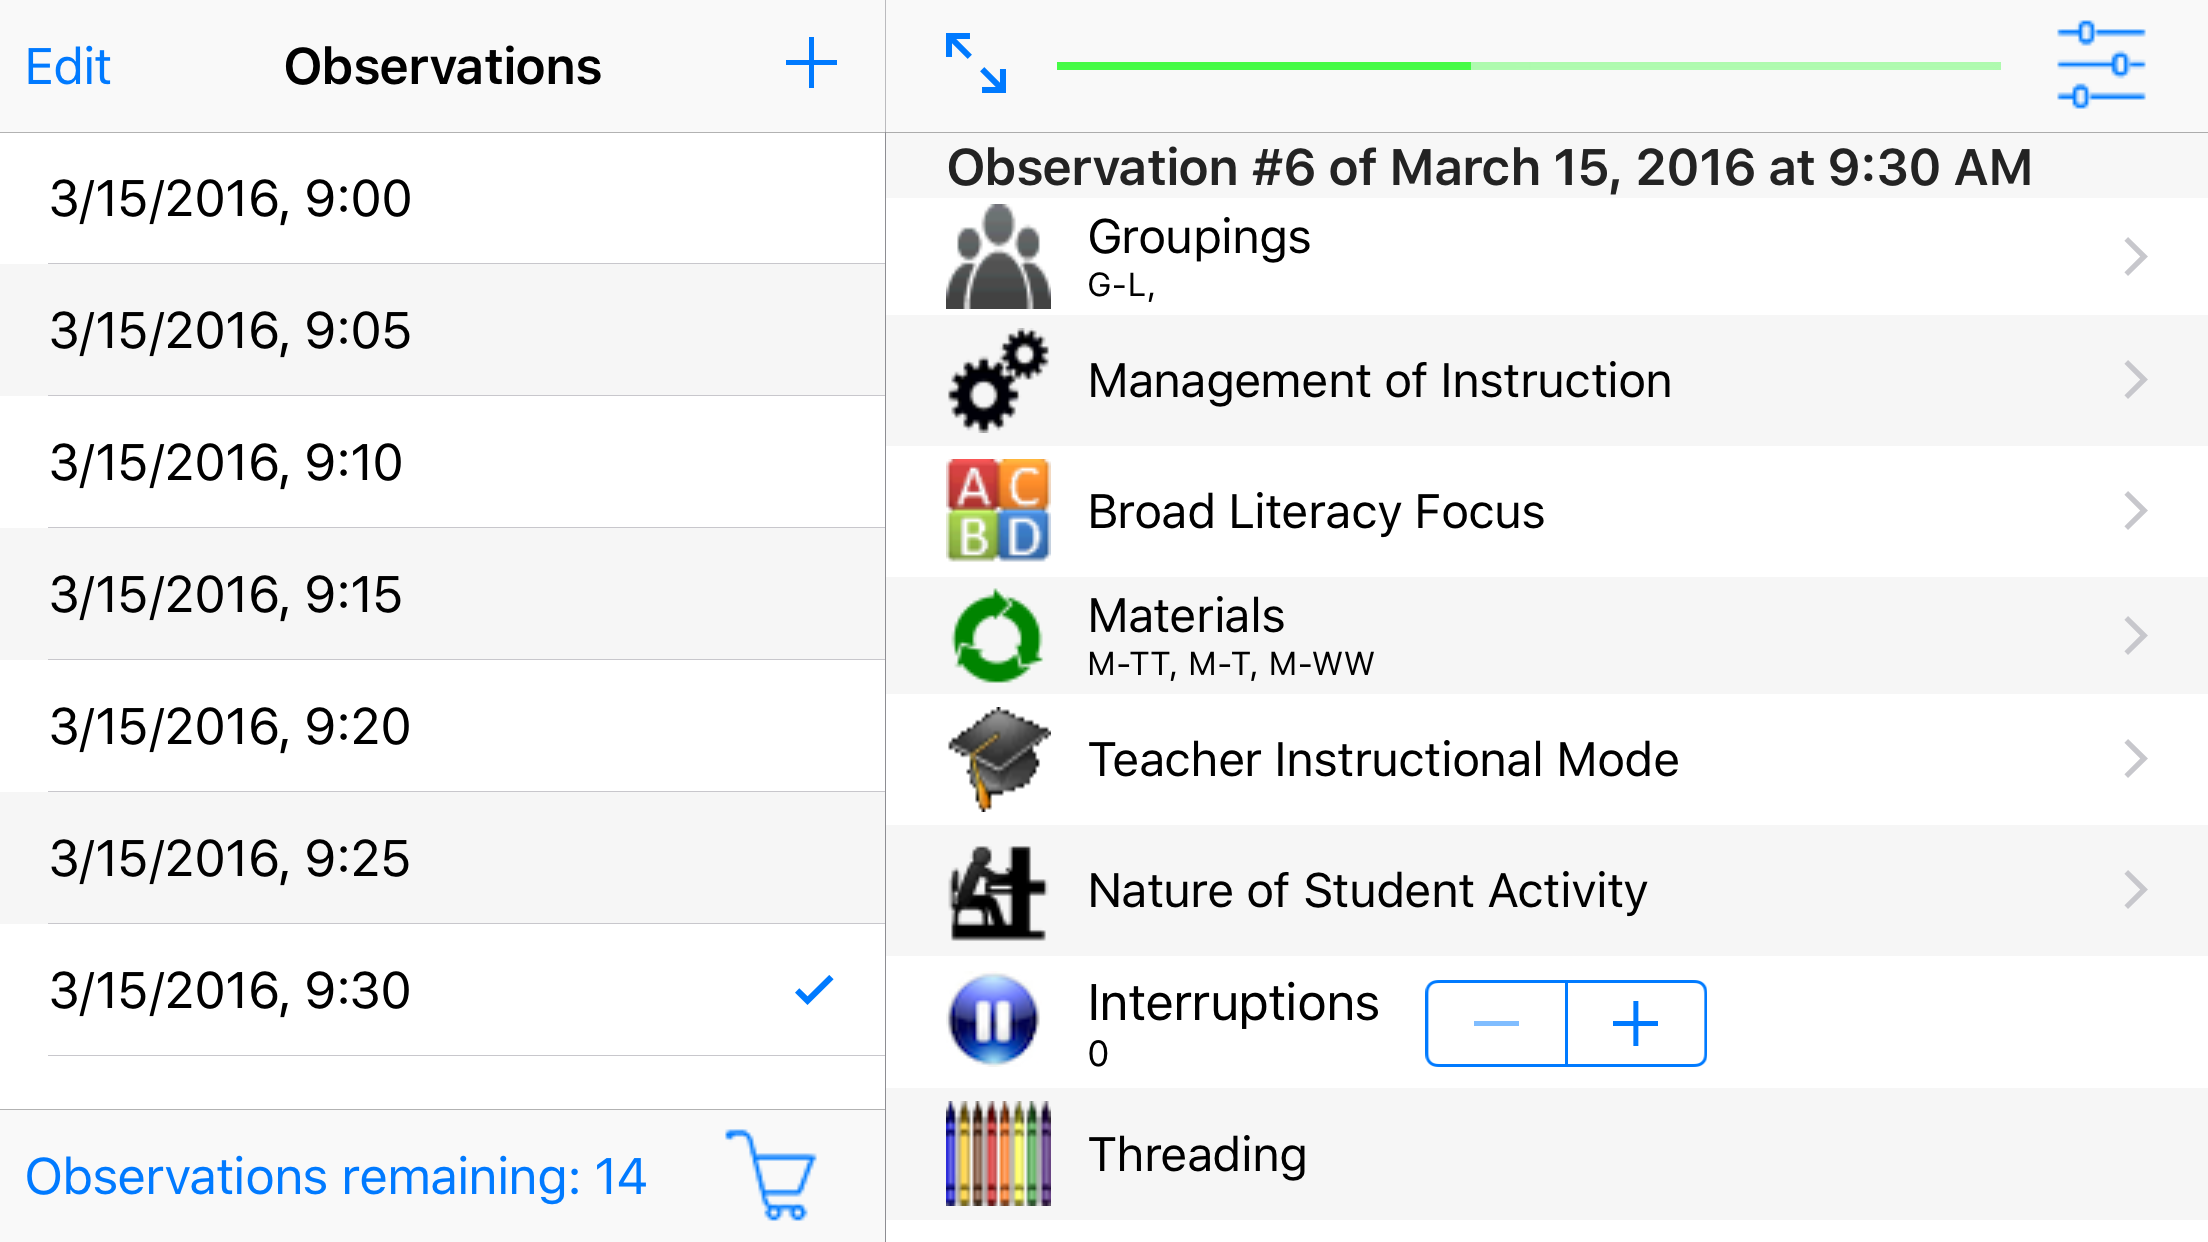 Edit
Observations
3/15/2016, 9:00
3/15/2016, 9:05
3/15/2016, 9:10
3/15/2016, 9:15
3/15/2016, 9:20
3/15/2016, 9:25
3/15/2016, 9:30
Observations remaining: 14
Observation #6 of March 15, 2016 at 9:30 AM
Groupings
G-L,
Management of Instruction
A C
B D
Broad Literacy Focus
Materials
M-TT, M-T, M-WW
Teacher Instructional Mode
Nature of Student Activity
Interruptions
0
Threading